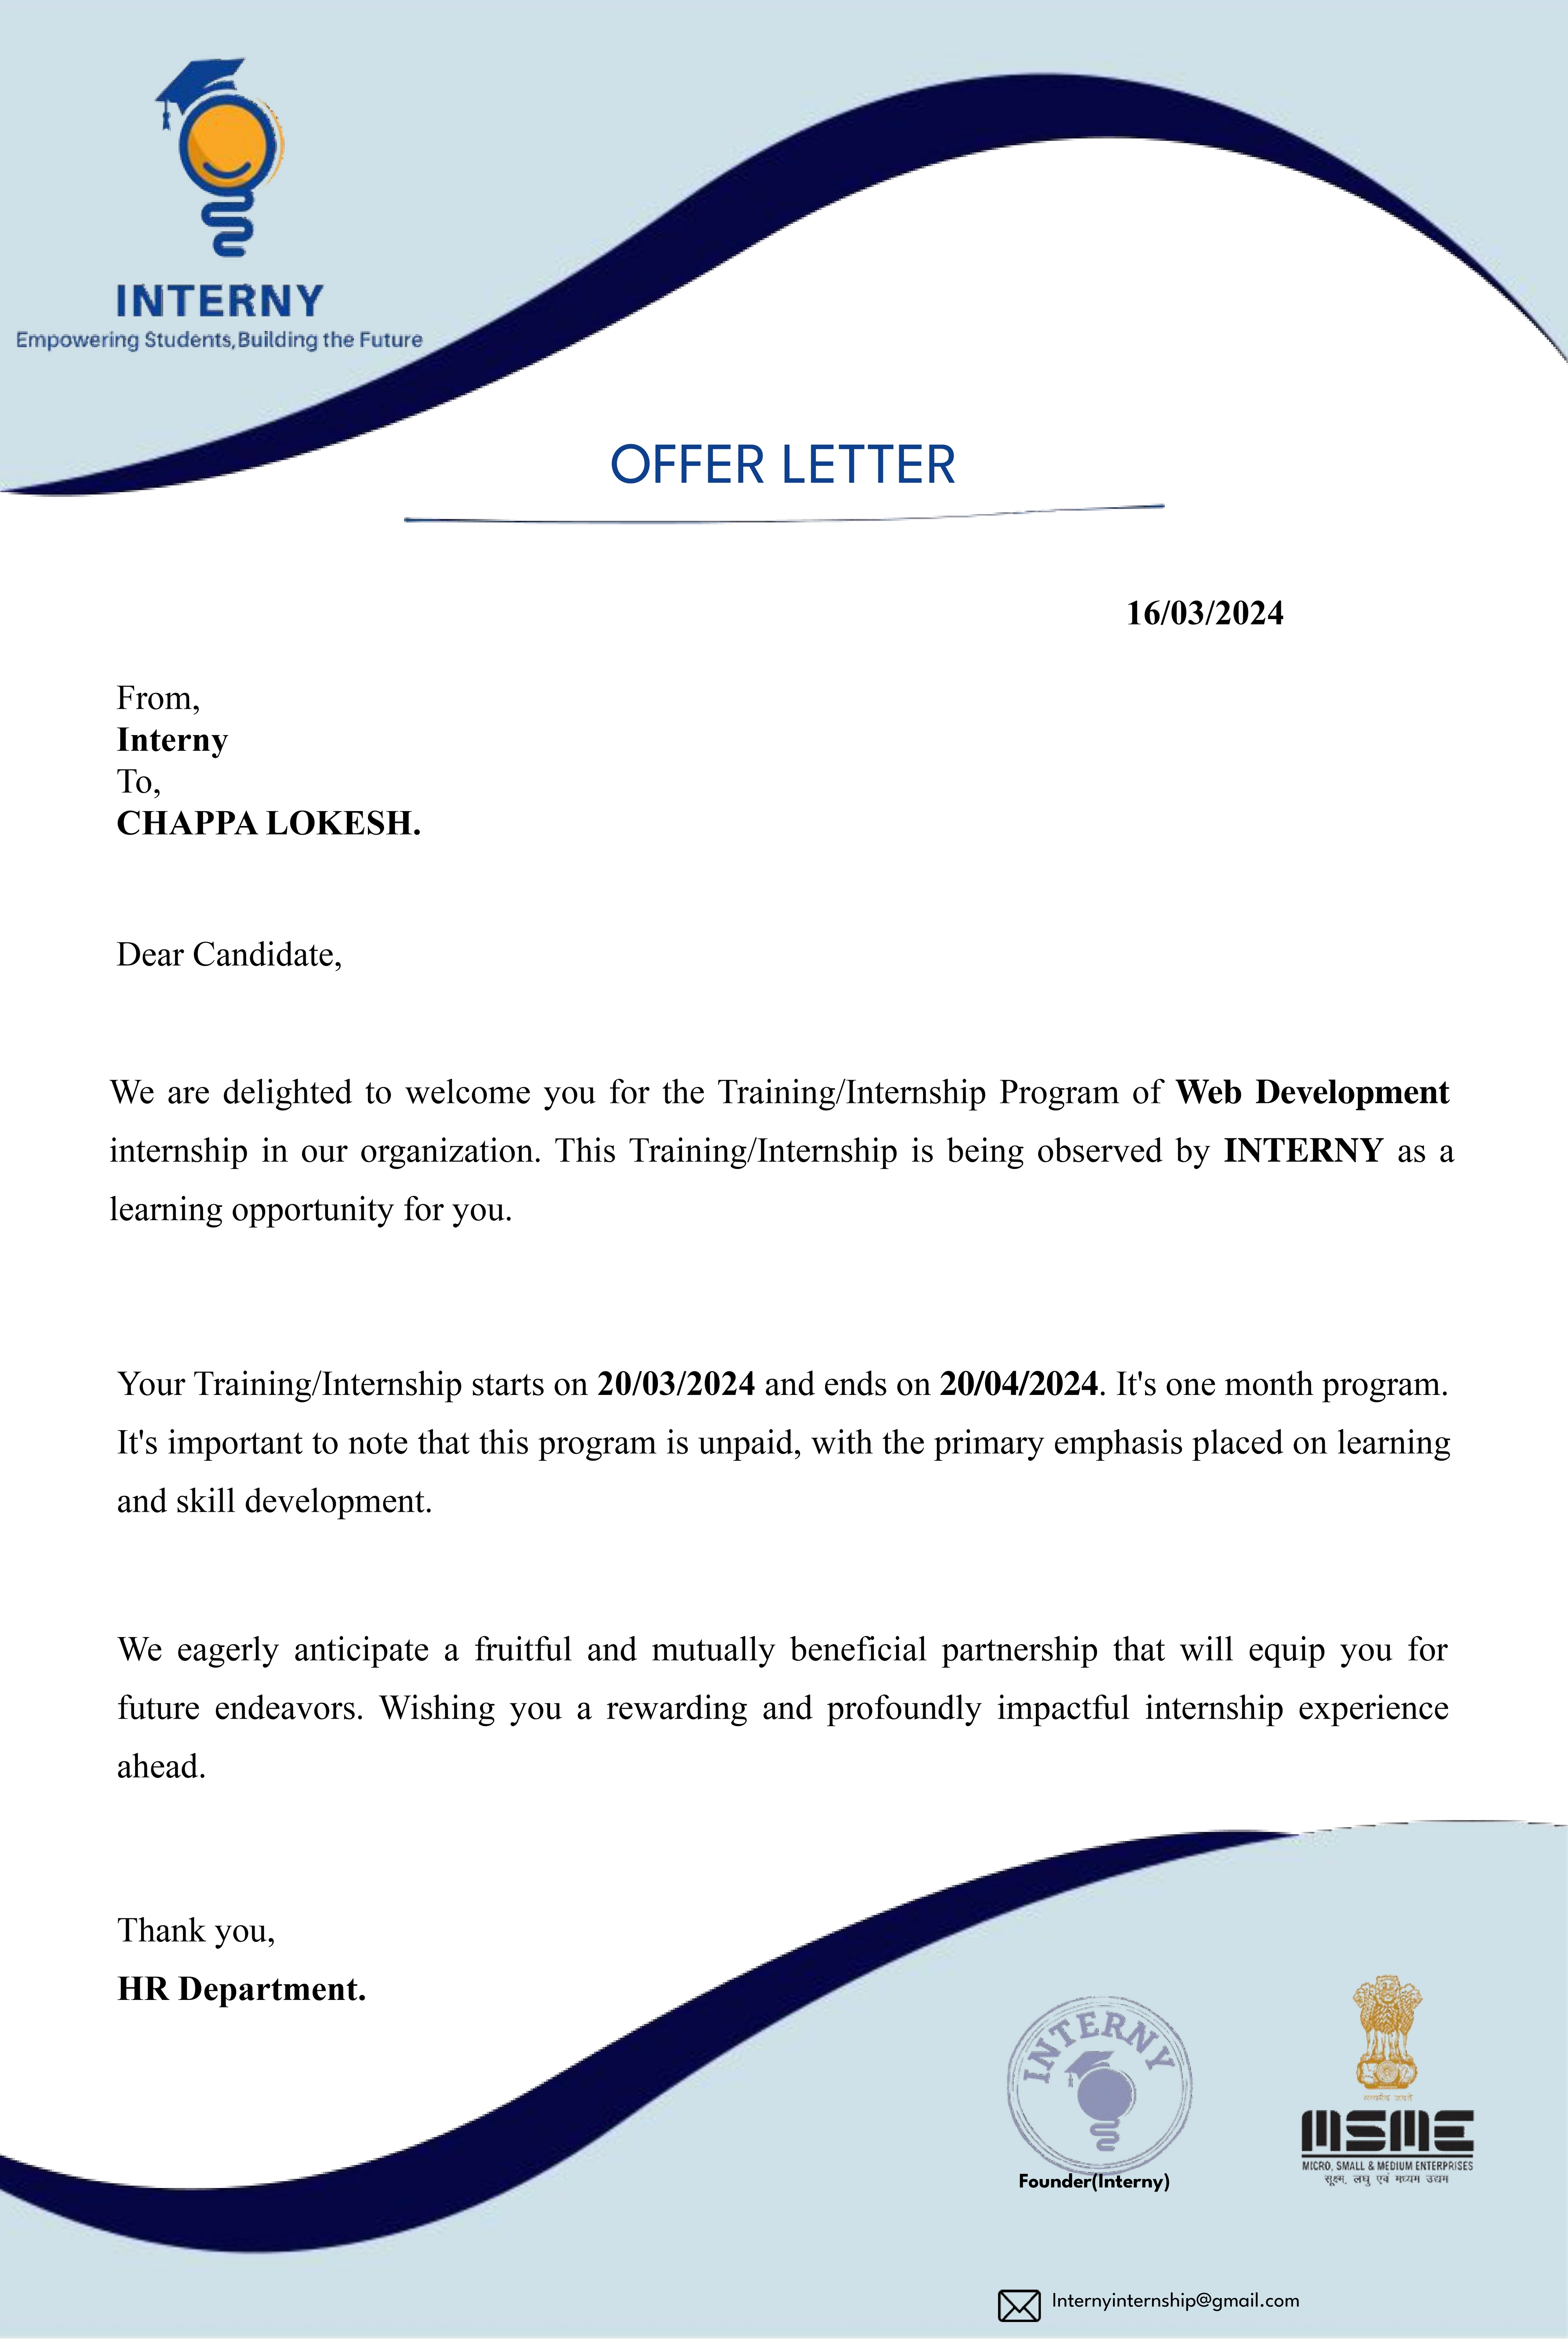 INTERNY
Empowering Students,Building the Future
OFFER LETTER
16/03/2024
From,
Interny
To,
CHAPPA LOKESH.
Dear Candidate,
We are delighted to welcome you for the Training/Internship Program of Web Development
internship in our organization. This Training/Internship is being observed by INTERNY as a
learning opportunity for you.
Your Training/Internship starts on 20/03/2024 and ends on 20/04/2024. It's one month program.
It's important to note that this program is unpaid, with the primary emphasis placed on learning
and skill development.
We eagerly anticipate a fruitful and mutually beneficial partnership that will equip you for
future endeavors. Wishing you a rewarding and profoundly impactful internship experience
ahead.
Thank you,
HR Department.
INTERNY
Founder(Interny)
सत्यमेव जयते
MSME
MICRO, SMALL & MEDIUM ENTERPRISES
सूक्ष्म, लघु एवं मध्यम उद्यम
Internyinternship@gmail.com